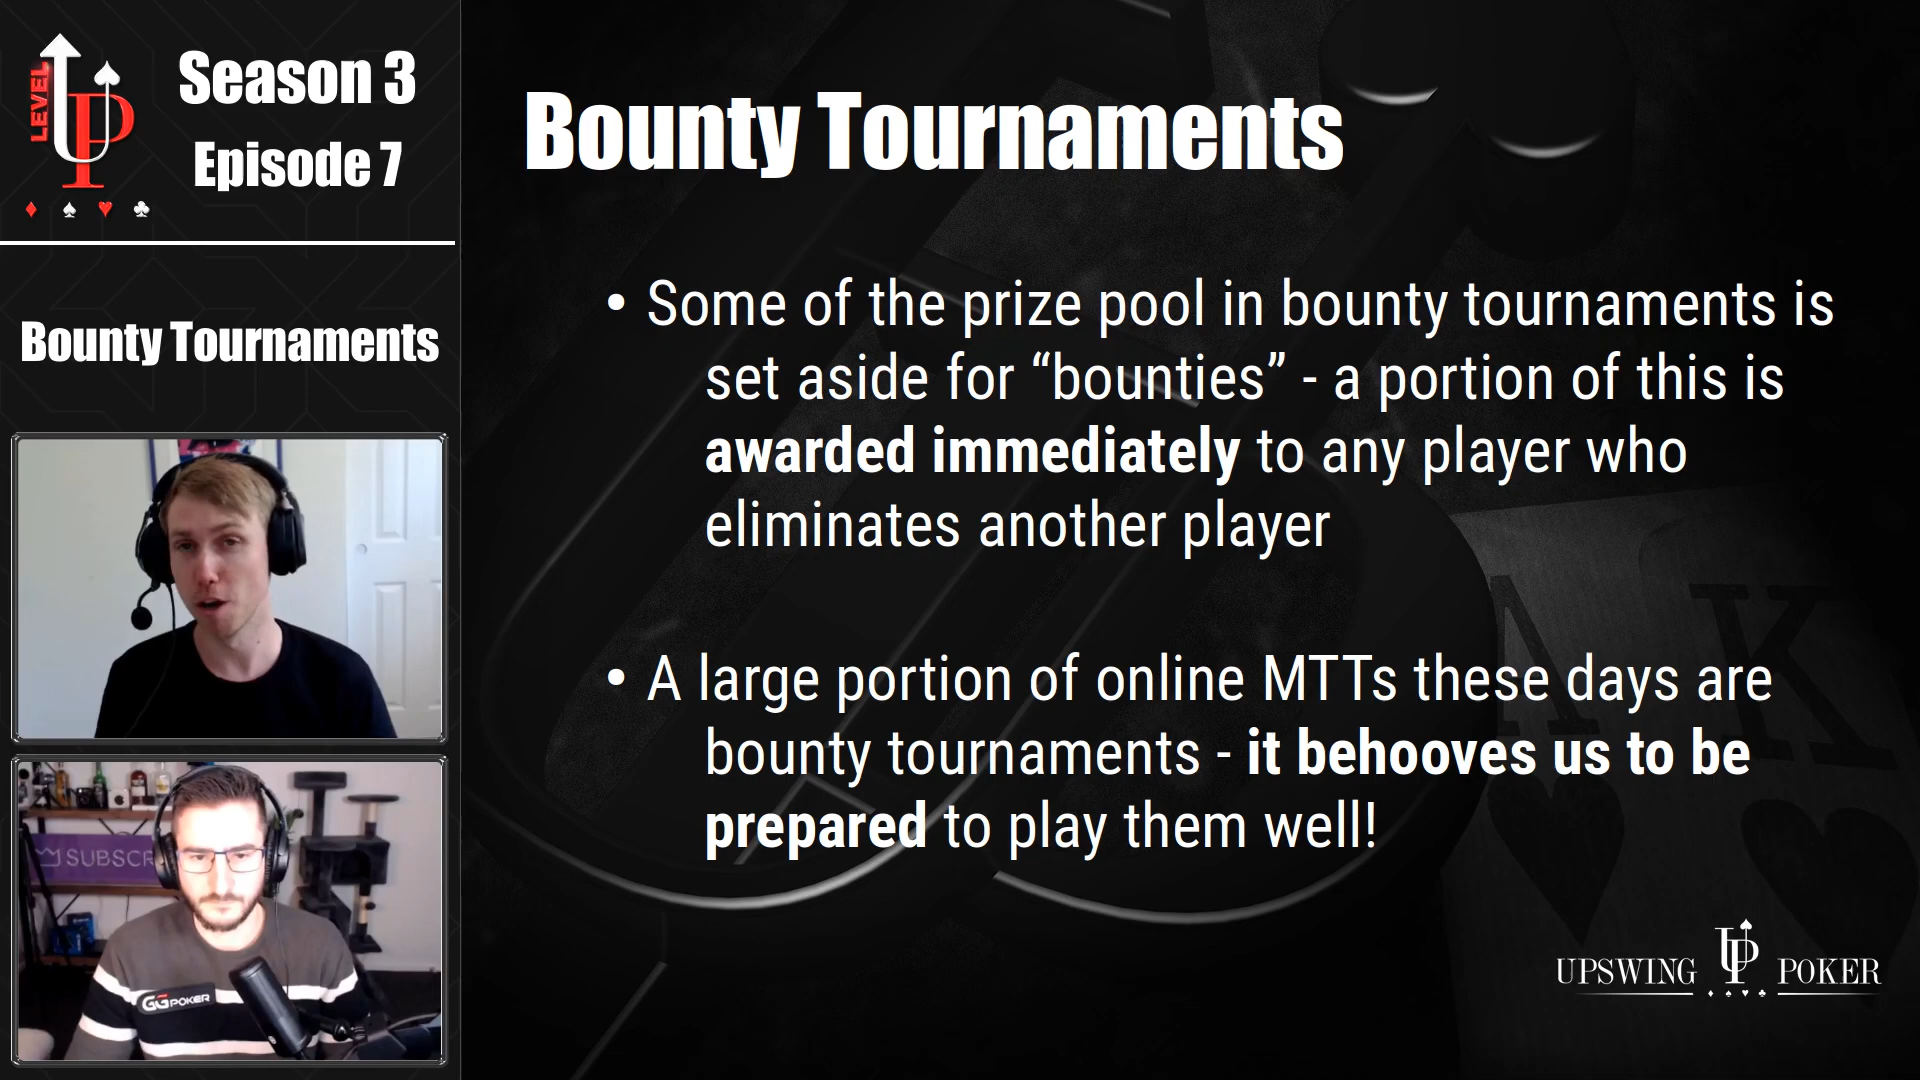 LEVEL
UP
Season 3
Episode 7
Bounty Tournaments
SUBSCR
GGPOKER
Bounty Tournaments
• Some of the prize pool in bounty tournaments is
set aside for “bounties” - a portion of this is
awarded immediately to any player who
eliminates another player
• A large portion of online MTTs these days are
bounty tournaments - it behooves us to be
prepared to play them well!
A K
UPSWING UP POKER